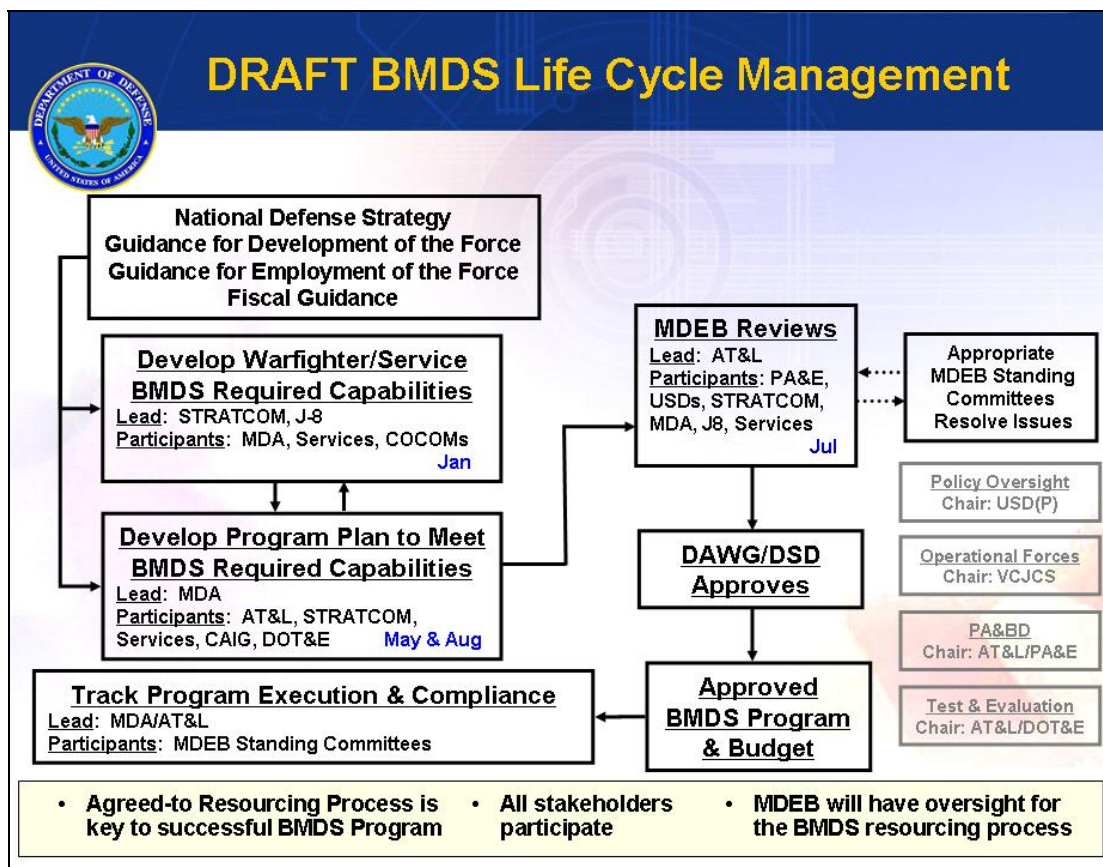 DRAFT BMDS Life Cycle Management
DEPARTMENT OF DEFENSE
UNITED STATES OF AMERICA
National Defense Strategy
Guidance for Development of the Force
Guidance for Employment of the Force
Fiscal Guidance
Develop Warfighter/Service
BMDS Required Capabilities
Lead: STRATCOM, J-8
Participants: MDA, Services, COCOMs
Jan
Develop Program Plan to Meet
BMDS Required Capabilities
Lead: MDA
Participants: AT&L, STRATCOM,
Services, CAIG, DOT&E May & Aug
Track Program Execution & Compliance
Lead: MDA/AT&L
Participants: MDEB Standing Committees
MDEB Reviews
Lead: AT&L
Participants: PA&E,
USDs, STRATCOM,
MDA, J8, Services
Jul
DAWG/DSD
Approves
Approved
BMDS Program
& Budget
Appropriate
MDEB Standing
Committees
Resolve Issues
Policy Oversight
Chair: USD(P)
Operational Forces
Chair: VCJCS
PA&BD
Chair: AT&L/PA&E
Test & Evaluation
Chair: AT&L/DOT&E
• Agreed-to Resourcing Process is
key to successful BMDS Program
• All stakeholders
participate
• MDEB will have oversight for
the BMDS resourcing process